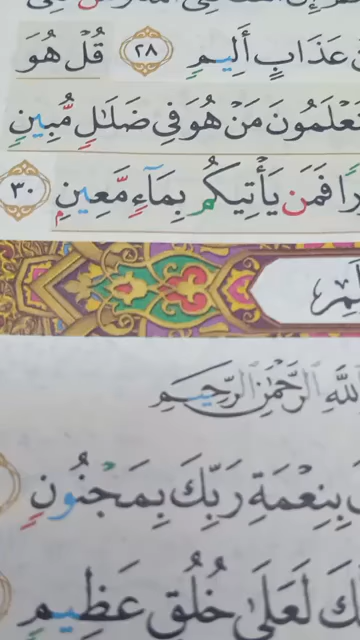 عَذَابٍ أَلِيمٍ ۝٢٨ قُلْ هُوَ
تَعْلَمُونَ مَنْ هُوَ فِي ضَلَـٰلٍ مُّبِينٍ
فَمَن يَأْتِيكُم بِمَآءٍ مَّعِينٍ ۝٣٠
ٱللَّهِ ٱلرَّحْمَـٰنِ ٱلرَّحِيمِ
بِنِعْمَةِ رَبِّكَ بِمَجْنُونٍ
لَعَلَىٰ خُلُقٍ عَظِيمٍ